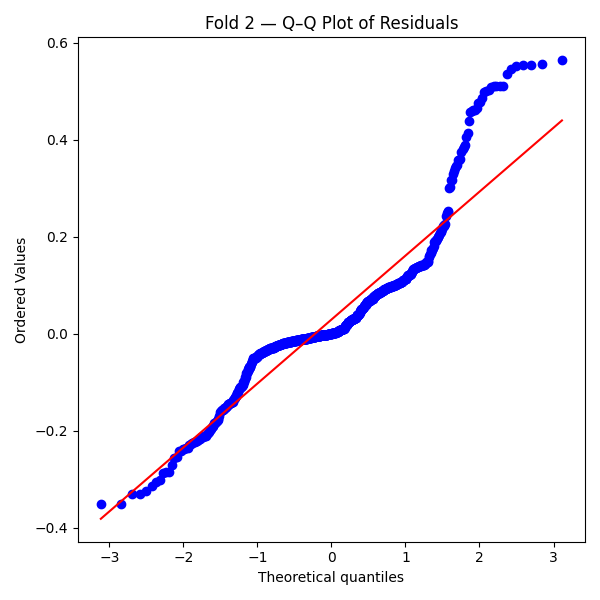 Fold 2 — Q–Q Plot of Residuals
Ordered Values
0.6
0.4
0.2
0.0
−0.2
−0.4
−3 −2 −1 0 1 2 3
Theoretical quantiles